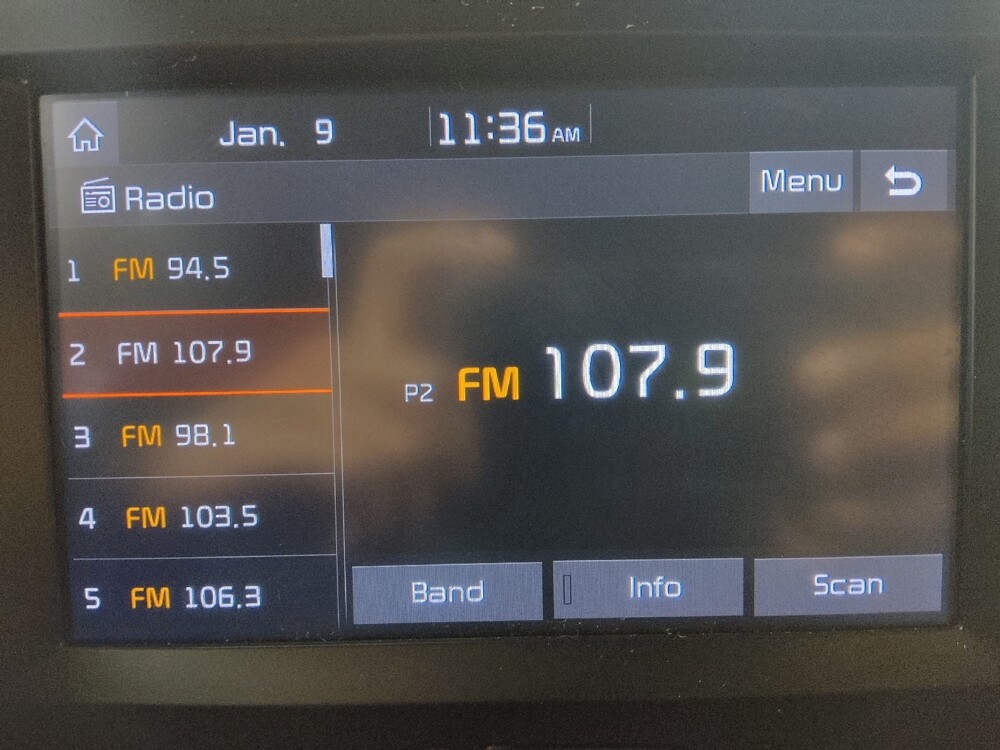 Jan. 9 11:36 AM
Radio Menu
1 FM 94.5
2 FM 107.9
3 FM 98.1
4 FM 103.5
5 FM 106.3
P2 FM 107.9
Band Info Scan